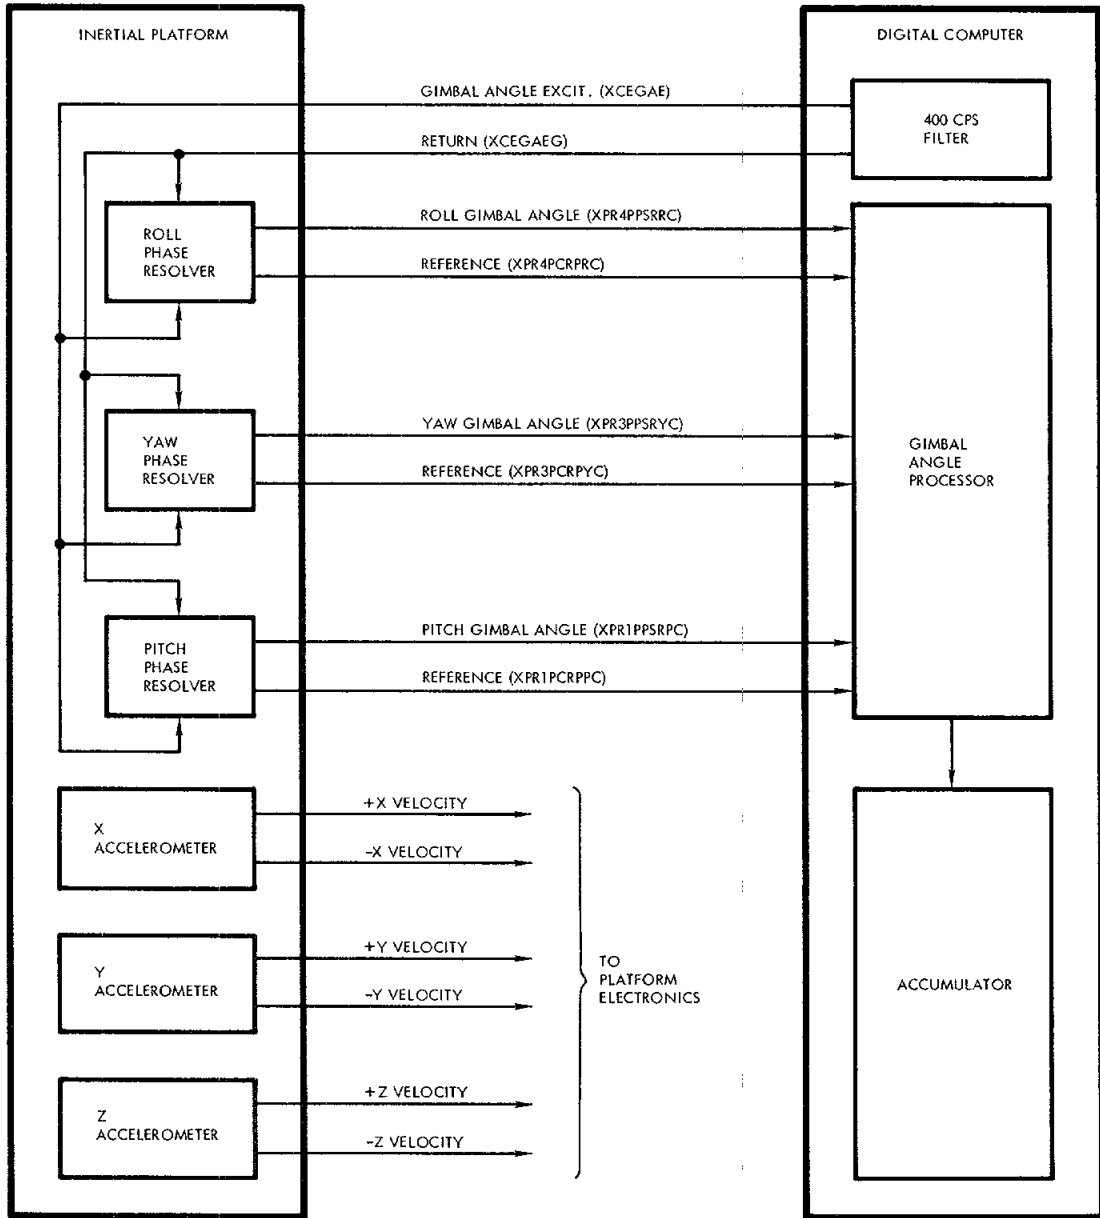 INERTIAL PLATFORM
DIGITAL COMPUTER
GIMBAL ANGLE EXCIT. (XCEGAE)
400 CPS
FILTER
RETURN (XCEGAEG)
ROLL
PHASE
RESOLVER
ROLL GIMBAL ANGLE (XPR4PPSRRC)
REFERENCE (XPR4PCRPRC)
YAW
PHASE
RESOLVER
YAW GIMBAL ANGLE (XPR3PPSRYC)
REFERENCE (XPR3PCRPYC)
GIMBAL
ANGLE
PROCESSOR
PITCH
PHASE
RESOLVER
PITCH GIMBAL ANGLE (XPR1PPSRPC)
REFERENCE (XPR1PCRPPC)
X
ACCELEROMETER
+X VELOCITY
-X VELOCITY
Y
ACCELEROMETER
+Y VELOCITY
-Y VELOCITY
TO
PLATFORM
ELECTRONICS
ACCUMULATOR
Z
ACCELEROMETER
+Z VELOCITY
-Z VELOCITY